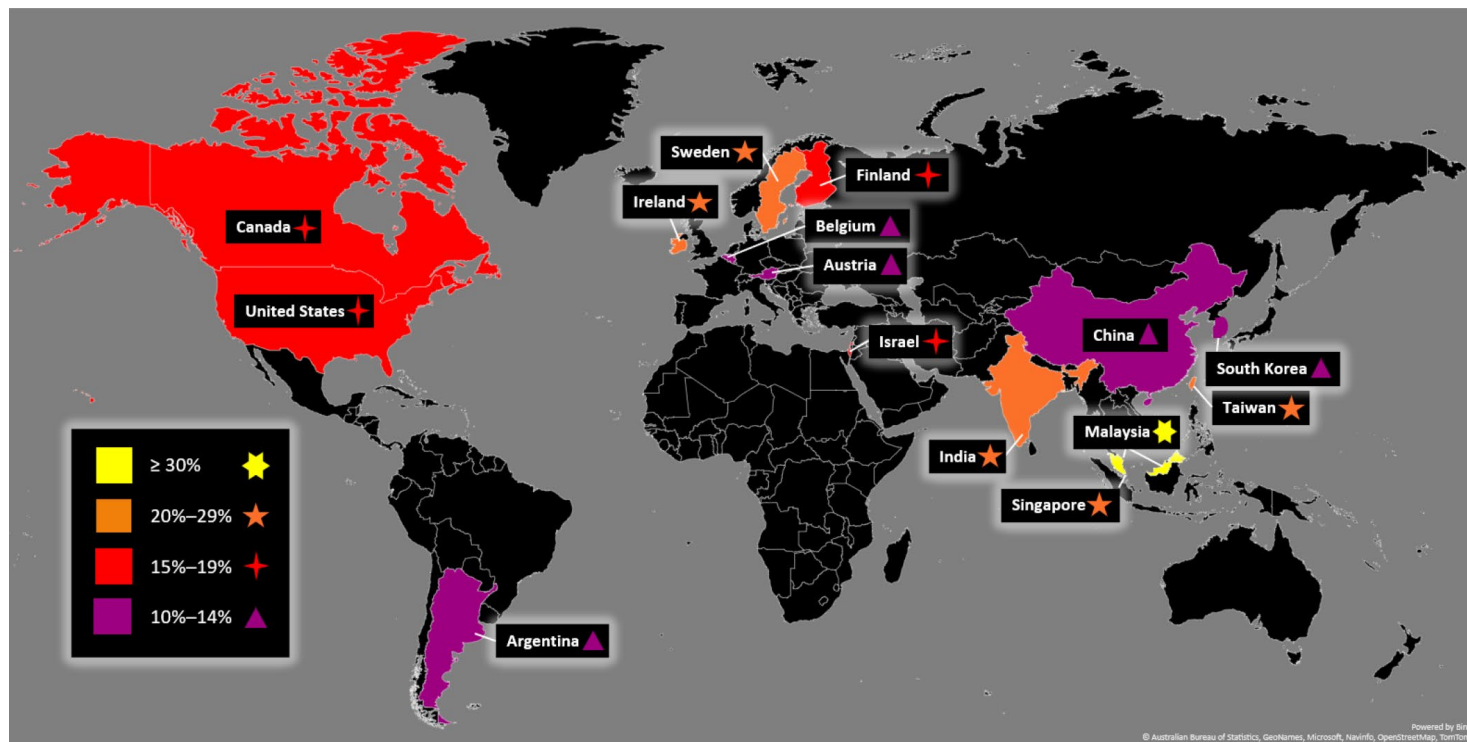 Sweden
Finland
Ireland
Belgium
Canada
Austria
United States
Israel
China
South Korea
Taiwan
Malaysia
India
Singapore
≥ 30%
20%–29%
15%–19%
10%–14%
Argentina
Powered by Bin
© Australian Bureau of Statistics, GeoNames, Microsoft, Navinfo, OpenStreetMap, TomTom